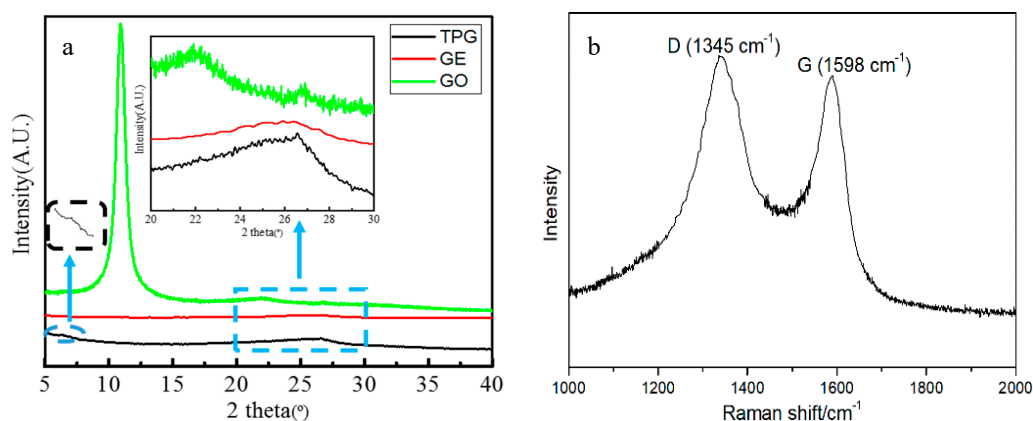 a
TPG
GE
GO
Intensity(A.U.)
20 22 24 26 28 30
2 theta(º)
Intensity(A.U.)
5 10 15 20 25 30 35 40
2 theta(º)
b
D (1345 cm⁻¹)
G (1598 cm⁻¹)
Intensity
1000 1200 1400 1600 1800 2000
Raman shift/cm⁻¹